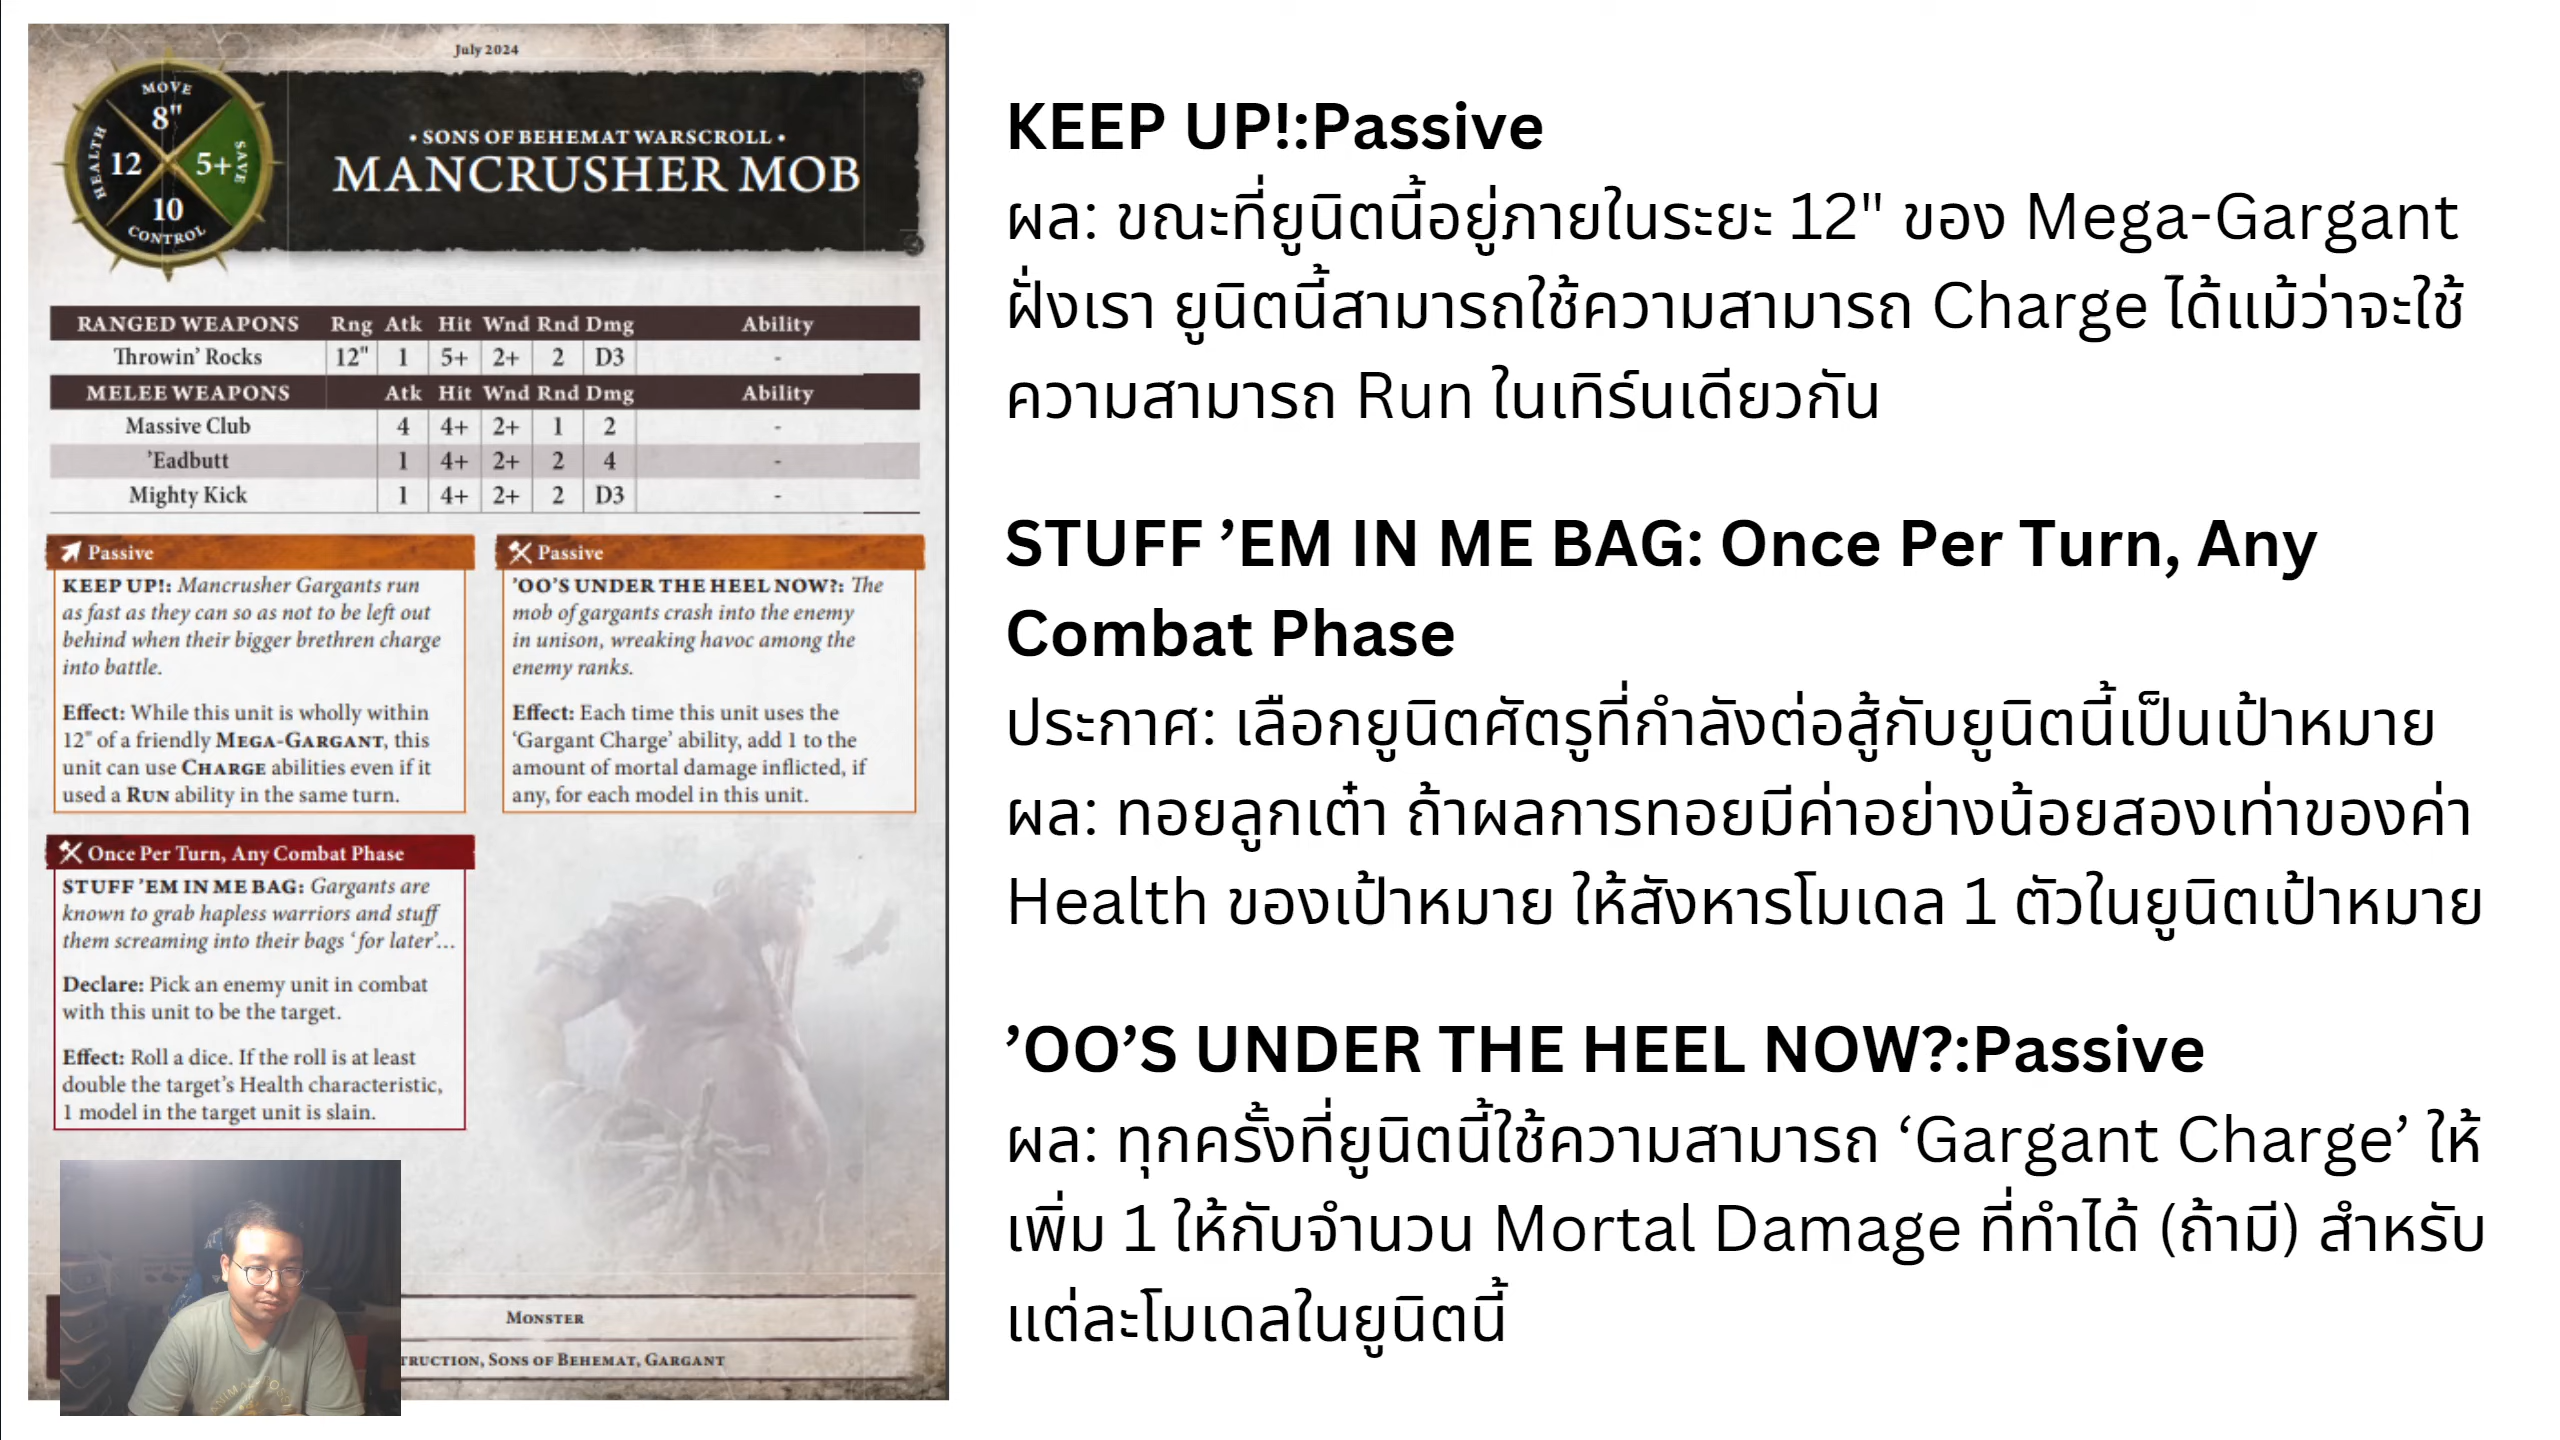 July 2024
MOVE
8"
HEALTH
12
5+
SAVE
10
CONTROL
• SONS OF BEHEMAT WARSCROLL •
MANCRUSHER MOB
RANGED WEAPONS Rng Atk Hit Wnd Rnd Dmg Ability
Throwin’ Rocks 12" 1 5+ 2+ 2 D3 -
MELEE WEAPONS Atk Hit Wnd Rnd Dmg Ability
Massive Club 4 4+ 2+ 1 2 -
’Eadbutt 1 4+ 2+ 2 4 -
Mighty Kick 1 4+ 2+ 2 D3 -
Passive
KEEP UP!: Mancrusher Gargants run
as fast as they can so as not to be left out
behind when their bigger brethren charge
into battle.
Effect: While this unit is wholly within
12" of a friendly MEGA-GARGANT, this
unit can use CHARGE abilities even if it
used a RUN ability in the same turn.
Passive
’OO’S UNDER THE HEEL NOW?: The
mob of gargants crash into the enemy
in unison, wreaking havoc among the
enemy ranks.
Effect: Each time this unit uses the
‘Gargant Charge’ ability, add 1 to the
amount of mortal damage inflicted, if
any, for each model in this unit.
Once Per Turn, Any Combat Phase
STUFF ’EM IN ME BAG: Gargants are
known to grab hapless warriors and stuff
them screaming into their bags ‘for later’...
Declare: Pick an enemy unit in combat
with this unit to be the target.
Effect: Roll a dice. If the roll is at least
double the target’s Health characteristic,
1 model in the target unit is slain.
MONSTER
TRUCTION, SONS OF BEHEMAT, GARGANT
KEEP UP!:Passive
ผล: ขณะที่ยูนิตนี้อยู่ภายในระยะ 12" ของ Mega-Gargant
ฝั่งเรา ยูนิตนี้สามารถใช้ความสามารถ Charge ได้แม้ว่าจะใช้
ความสามารถ Run ในเทิร์นเดียวกัน
STUFF ’EM IN ME BAG: Once Per Turn, Any
Combat Phase
ประกาศ: เลือกยูนิตศัตรูที่กำลังต่อสู้กับยูนิตนี้เป็นเป้าหมาย
ผล: ทอยลูกเต๋า ถ้าผลการทอยมีค่าอย่างน้อยสองเท่าของค่า
Health ของเป้าหมาย ให้สังหารโมเดล 1 ตัวในยูนิตเป้าหมาย
’OO’S UNDER THE HEEL NOW?:Passive
ผล: ทุกครั้งที่ยูนิตนี้ใช้ความสามารถ ‘Gargant Charge’ ให้
เพิ่ม 1 ให้กับจำนวน Mortal Damage ที่ทำได้ (ถ้ามี) สำหรับ
แต่ละโมเดลในยูนิตนี้